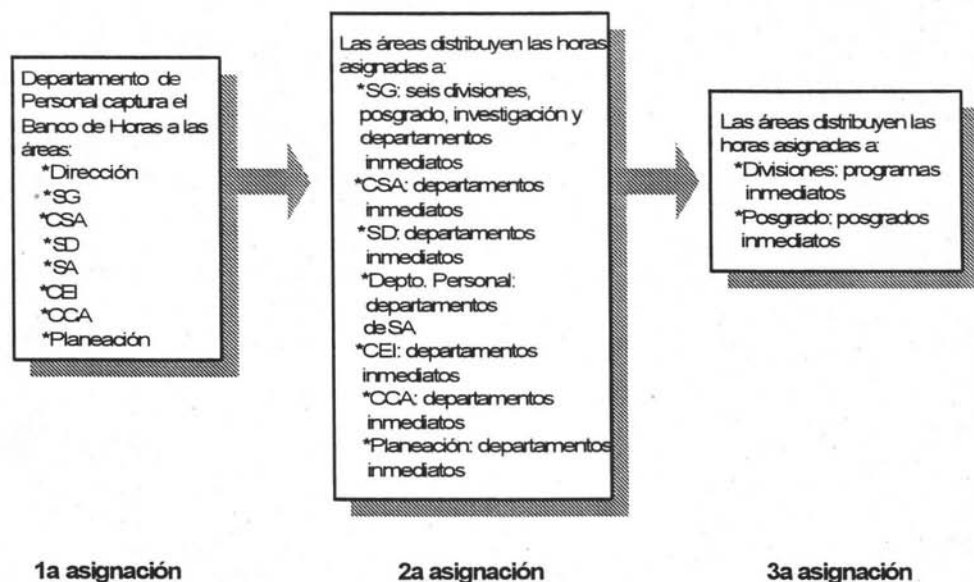 Departamento de
Personal captura el
Banco de Horas a las
áreas:
*Dirección
*SG
*CSA
*SD
*SA
*CEI
*CCA
*Planeación
1a asignación
Las áreas distribuyen las horas
asignadas a:
*SG: seis divisiones,
posgrado, investigación y
departamentos
inmediatos
*CSA: departamentos
inmediatos
*SD: departamentos
inmediatos
*Depto. Personal:
departamentos
de SA
*CEI: departamentos
inmediatos
*CCA: departamentos
inmediatos
*Planeación: departamentos
inmediatos
2a asignación
Las áreas distribuyen las
horas asignadas a:
*Divisiones: programas
inmediatos
*Posgrado: posgrados
inmediatos
3a asignación